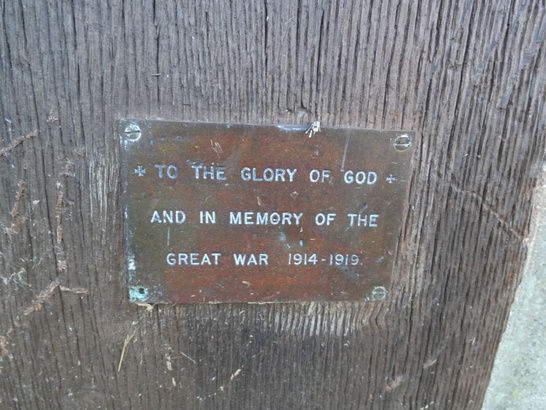 ✠ TO THE GLORY OF GOD ✠
AND IN MEMORY OF THE
GREAT WAR 1914-1919.